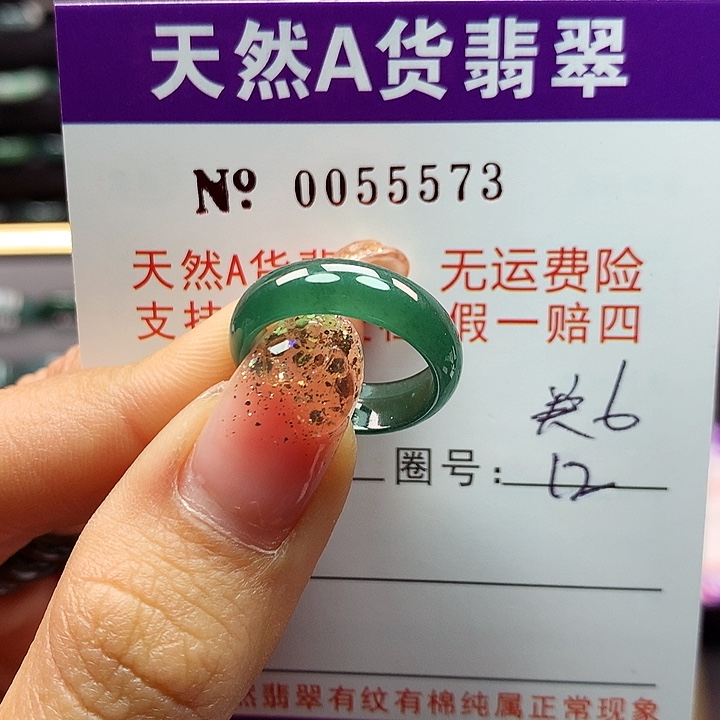 天然A货翡翠
Nº 0055573
天然A货翡 无运费险
支持 假一赔四
6
圈号: 12
然翡翠有纹有棉纯属正常现象